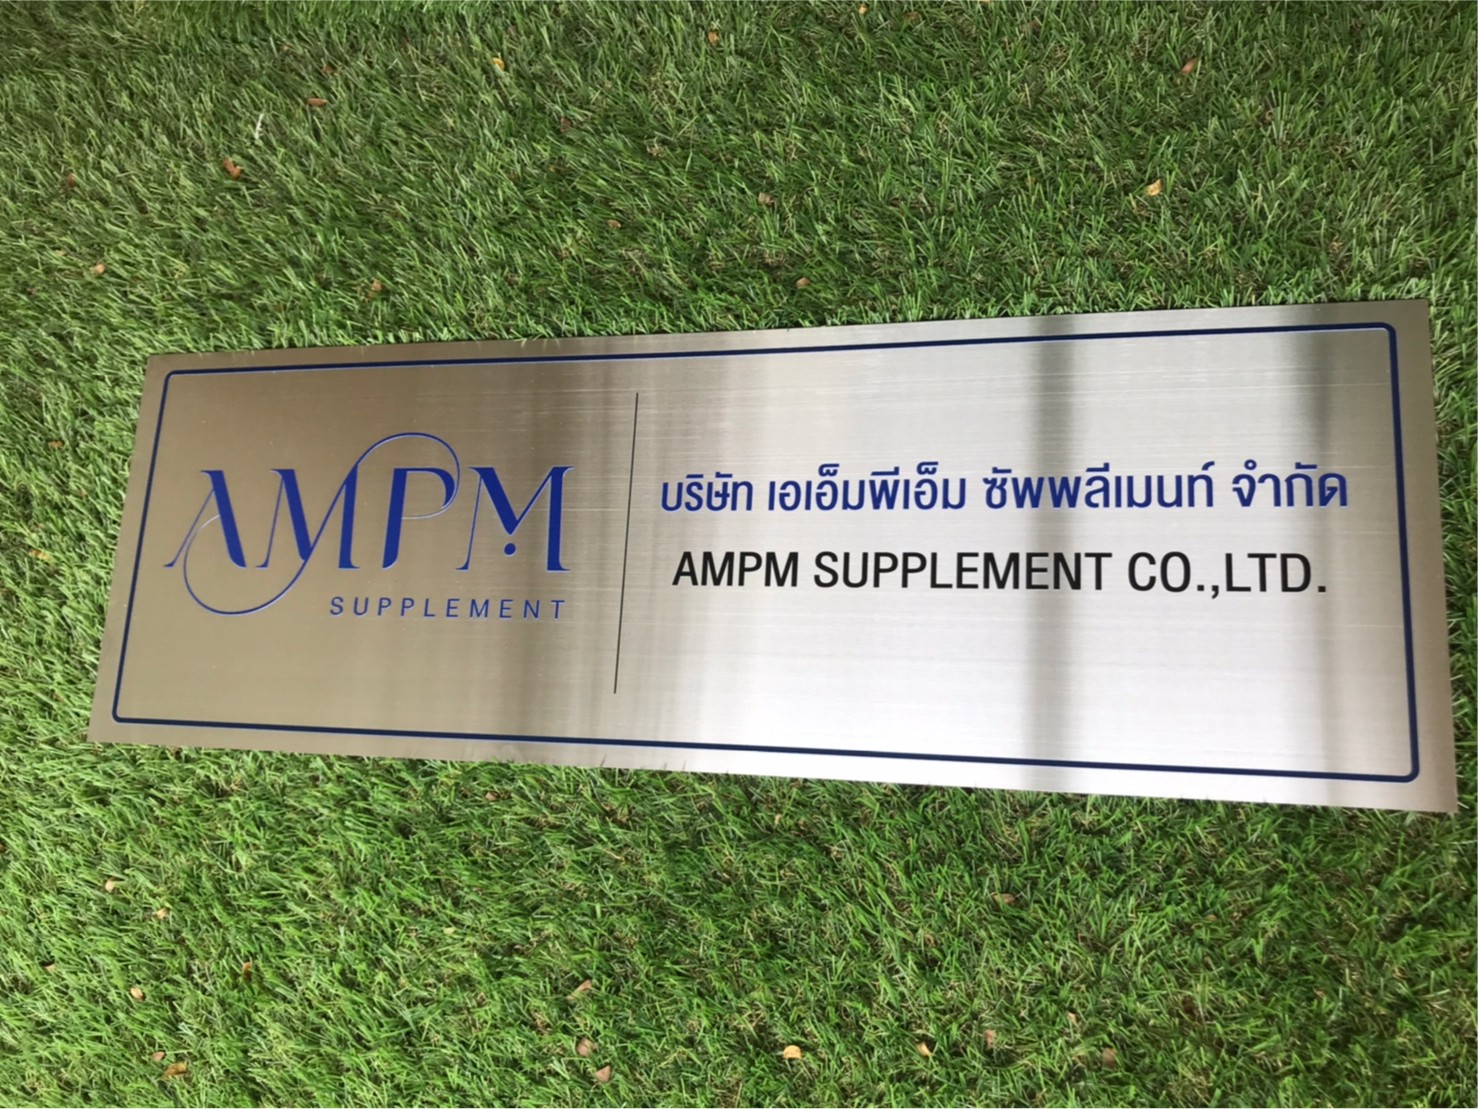 AMPM
SUPPLEMENT
บริษัท เอเอ็มพีเอ็ม ซัพพลีเมนท์ จำกัด
AMPM SUPPLEMENT CO.,LTD.